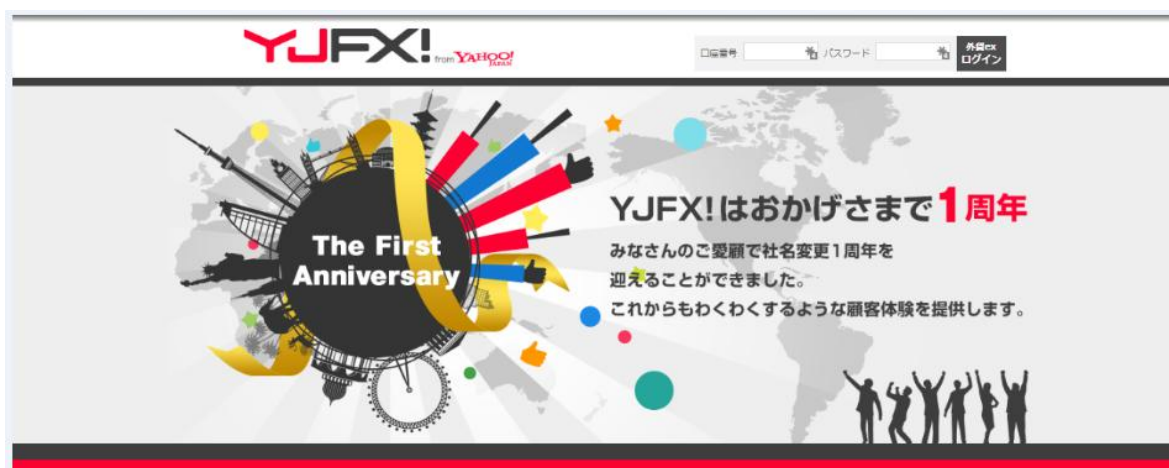 YJFX! from YAHOO! JAPAN
口座番号 パスワード 外貨ex ログイン
The First
Anniversary
YJFX!はおかげさまで1周年
みなさんのご愛顧で社名変更1周年を
迎えることができました。
これからもわくわくするような顧客体験を提供します。